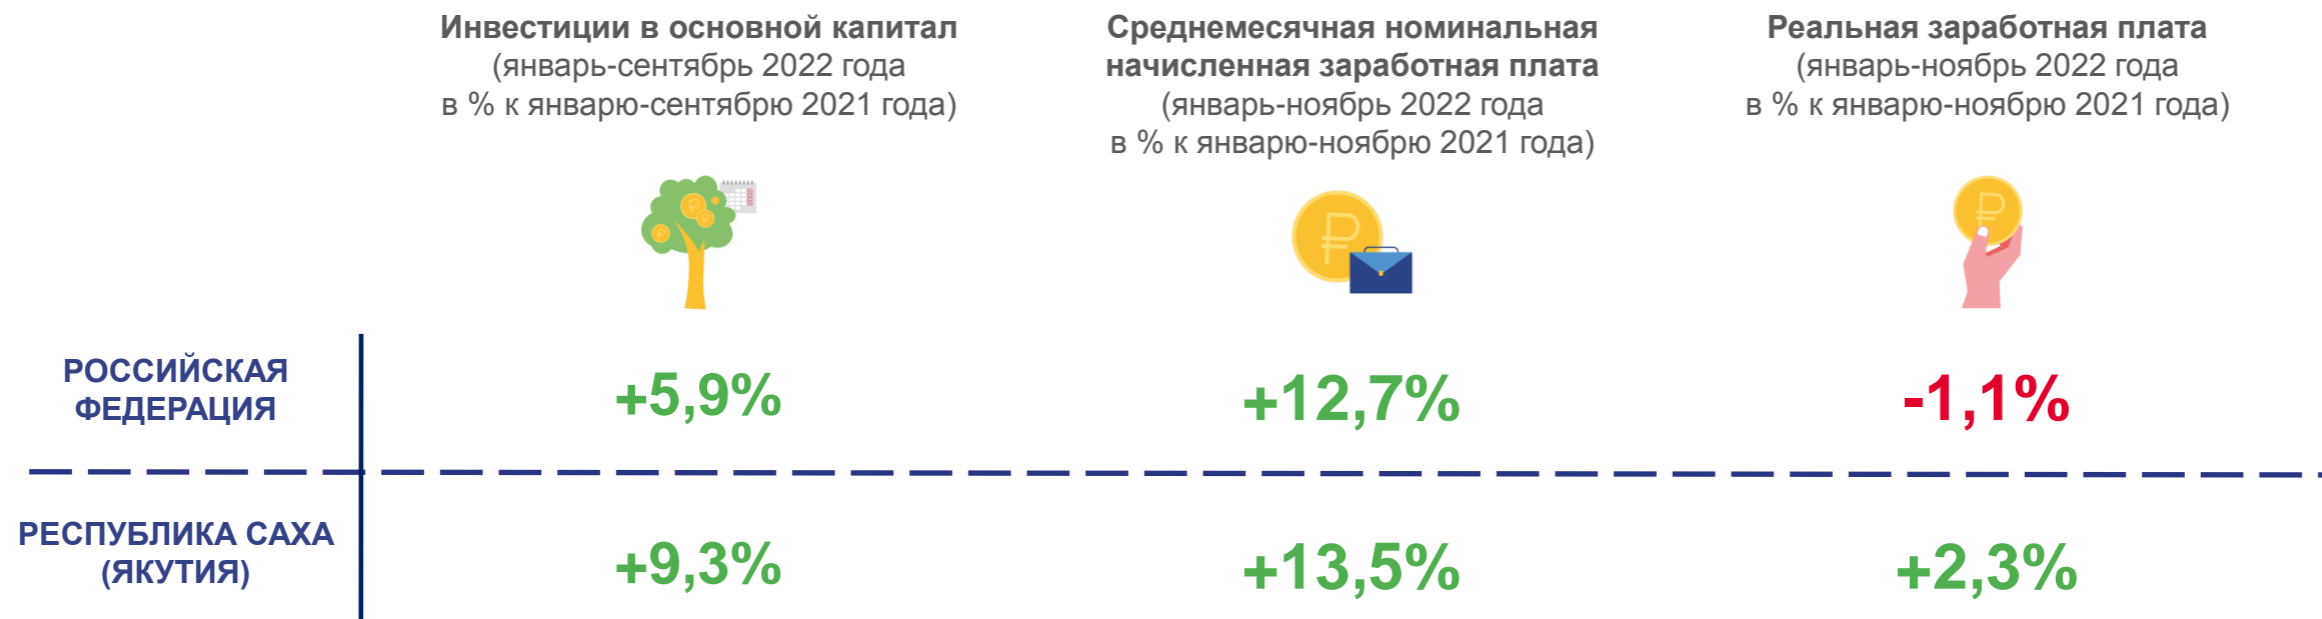 Инвестиции в основной капитал
(январь-сентябрь 2022 года
в % к январю-сентябрю 2021 года)
Среднемесячная номинальная
начисленная заработная плата
(январь-ноябрь 2022 года
в % к январю-ноябрю 2021 года)
Реальная заработная плата
(январь-ноябрь 2022 года
в % к январю-ноябрю 2021 года)
РОССИЙСКАЯ
ФЕДЕРАЦИЯ
+5,9%
+12,7%
-1,1%
РЕСПУБЛИКА САХА
(ЯКУТИЯ)
+9,3%
+13,5%
+2,3%